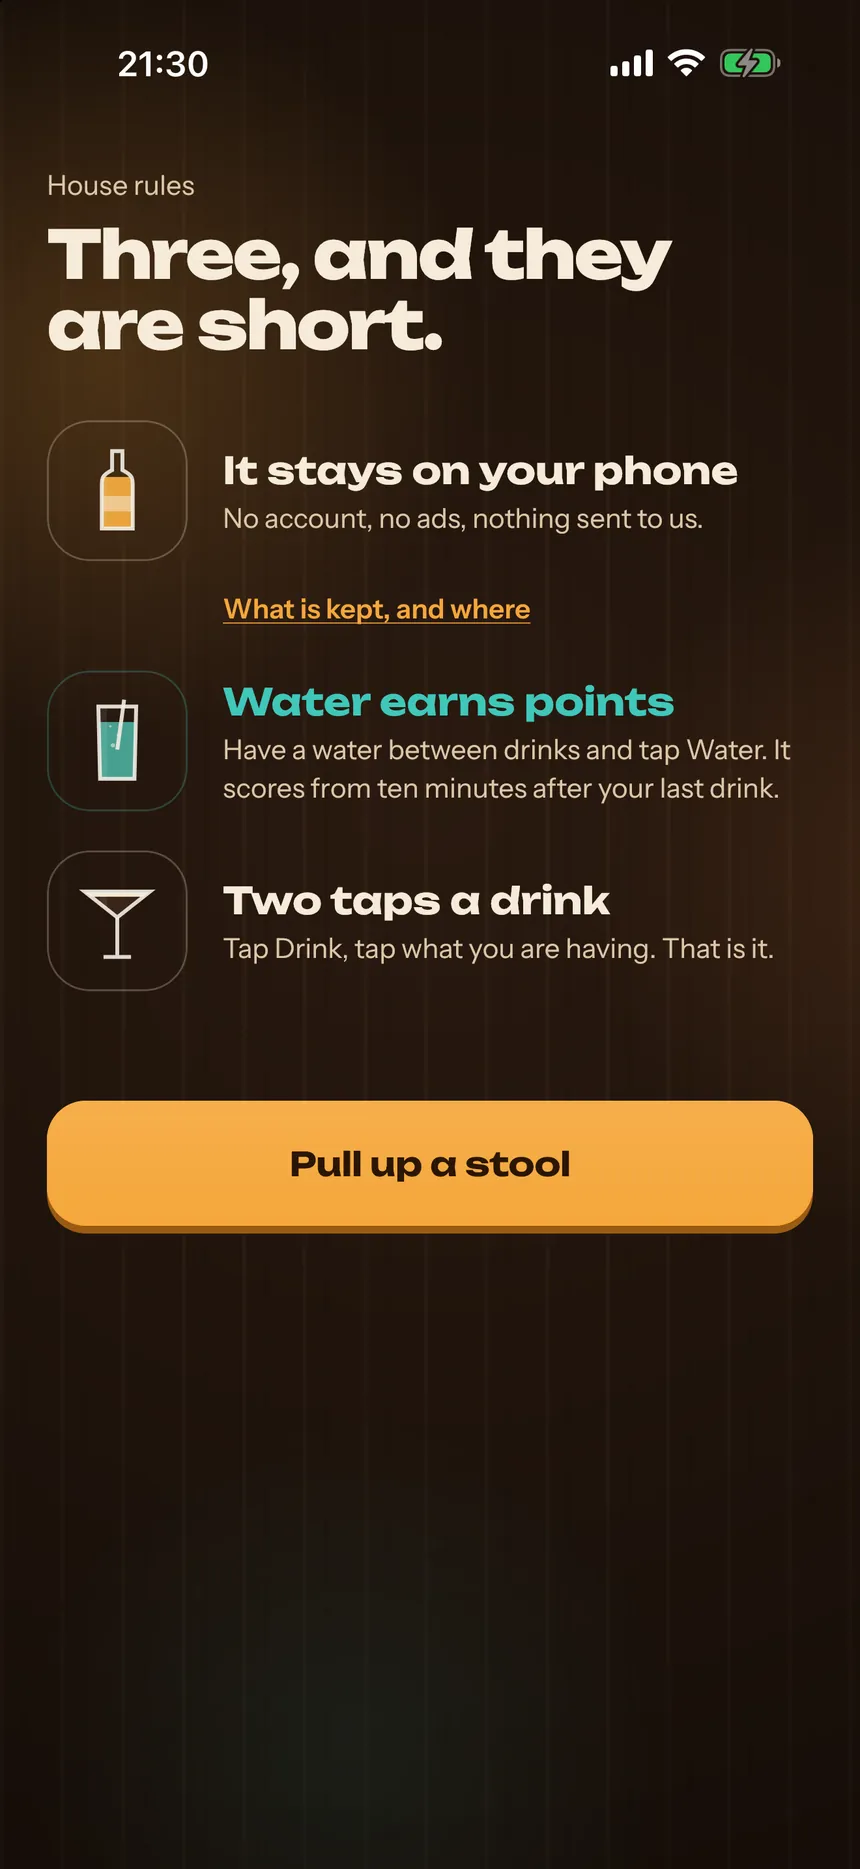 21:30
House rules
Three, and they
are short.
It stays on your phone
No account, no ads, nothing sent to us.
What is kept, and where
Water earns points
Have a water between drinks and tap Water. It
scores from ten minutes after your last drink.
Two taps a drink
Tap Drink, tap what you are having. That is it.
Pull up a stool